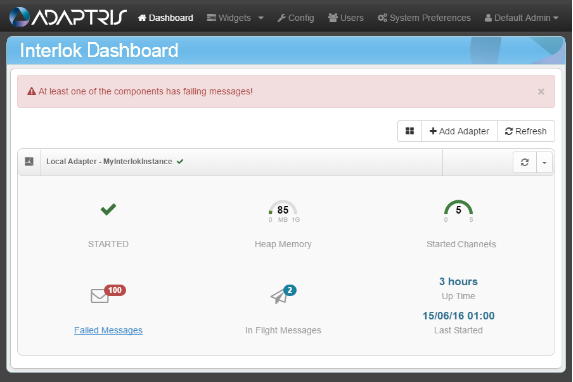 ADAPTRIS Dashboard Widgets Config Users System Preferences Default Admin
Interlok Dashboard
At least one of the components has failing messages! ×
Add Adapter Refresh
Local Adapter - MyInterlokInstance
85
0 MB 1G
5
0 5
STARTED Heap Memory Started Channels
100
2
3 hours
Up Time
15/06/16 01:00
Failed Messages In Flight Messages Last Started